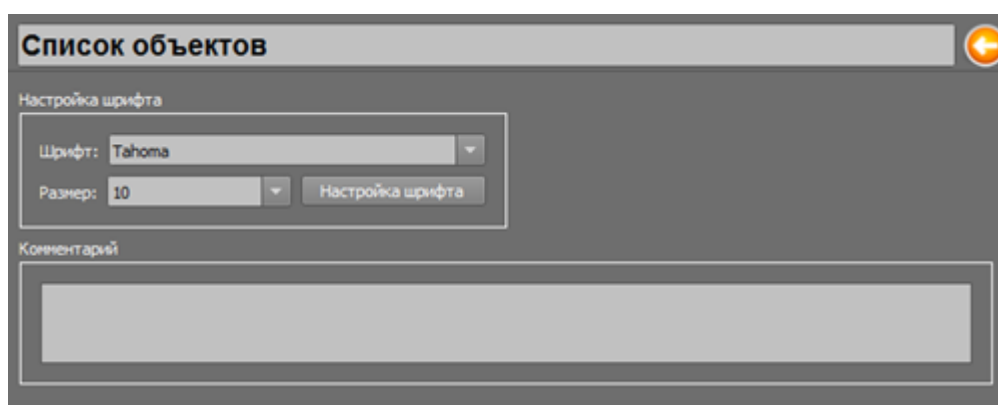 Список объектов
Настройка шрифта
Шрифт: Tahoma
Размер: 10 Настройка шрифта
Комментарий